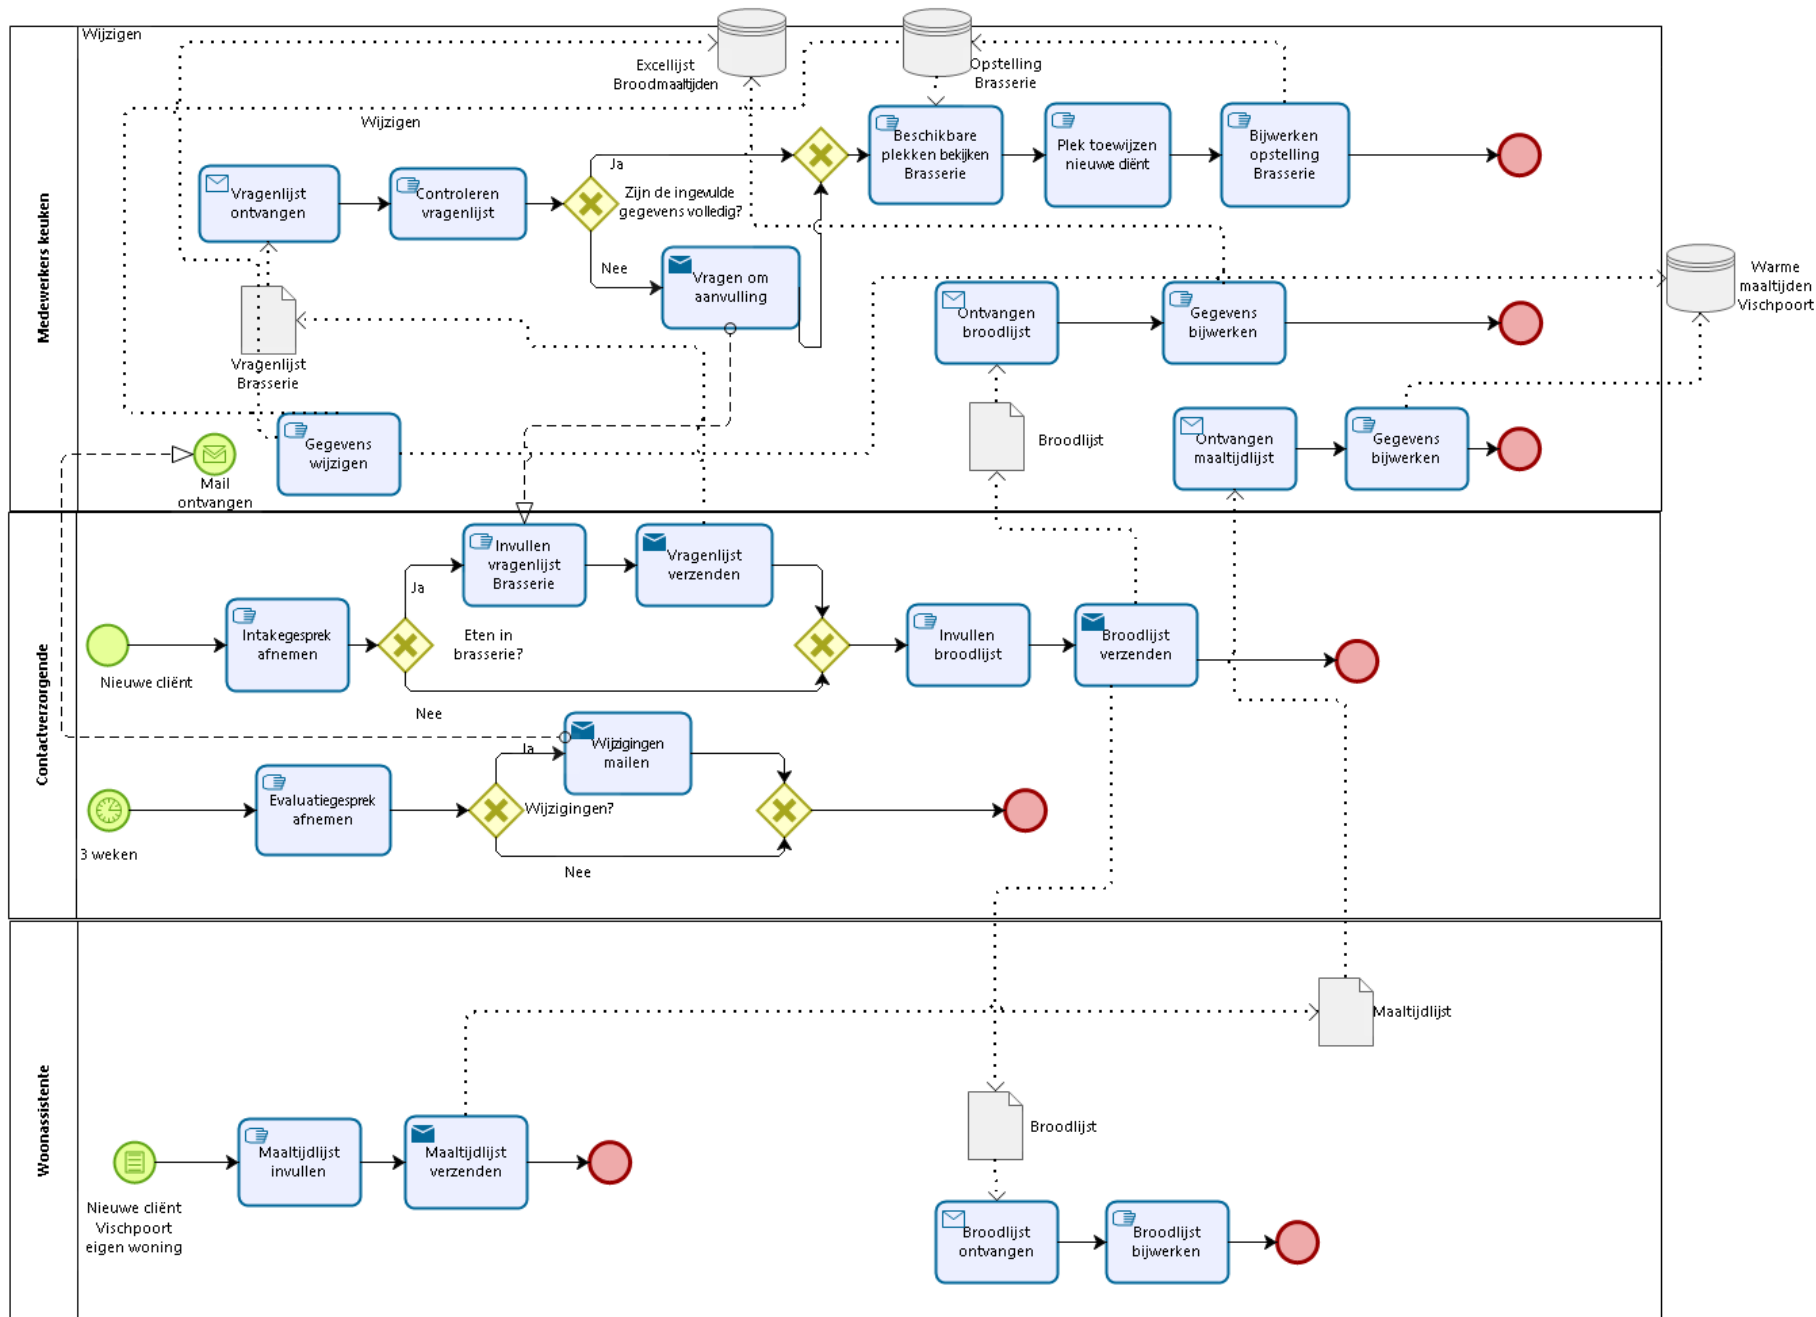 Wijzigen
Excellijst
Broodmaaltijden
Opstelling
Brasserie
Wijzigen
Medewerkers keuken
Vragenlijst
ontvangen
Controleren
vragenlijst
Ja
Zijn de ingevulde
gegevens volledig?
Nee
Vragen om
aanvulling
Beschikbare
plekken bekijken
Brasserie
Plek toewijzen
nieuwe diënt
Bijwerken
opstelling
Brasserie
Warme
maaltijden
Vischpoort
Vragenlijst
Brasserie
Ontvangen
broodlijst
Gegevens
bijwerken
Broodlijst
Ontvangen
maaltijdlijst
Gegevens
bijwerken
Mail
ontvangen
Gegevens
wijzigen
Contactverzorgende
Nieuwe cliënt
Intakegesprek
afnemen
Ja
Eten in
brasserie?
Nee
Invullen
vragenlijst
Brasserie
Vragenlijst
verzenden
Invullen
broodlijst
Broodlijst
verzenden
3 weken
Evaluatiegesprek
afnemen
Ja
Wijzigingen?
Nee
Wijzigingen
mailen
Woonassistente
Nieuwe cliënt
Vischpoort
eigen woning
Maaltijdlijst
invullen
Maaltijdlijst
verzenden
Maaltijdlijst
Broodlijst
Broodlijst
ontvangen
Broodlijst
bijwerken